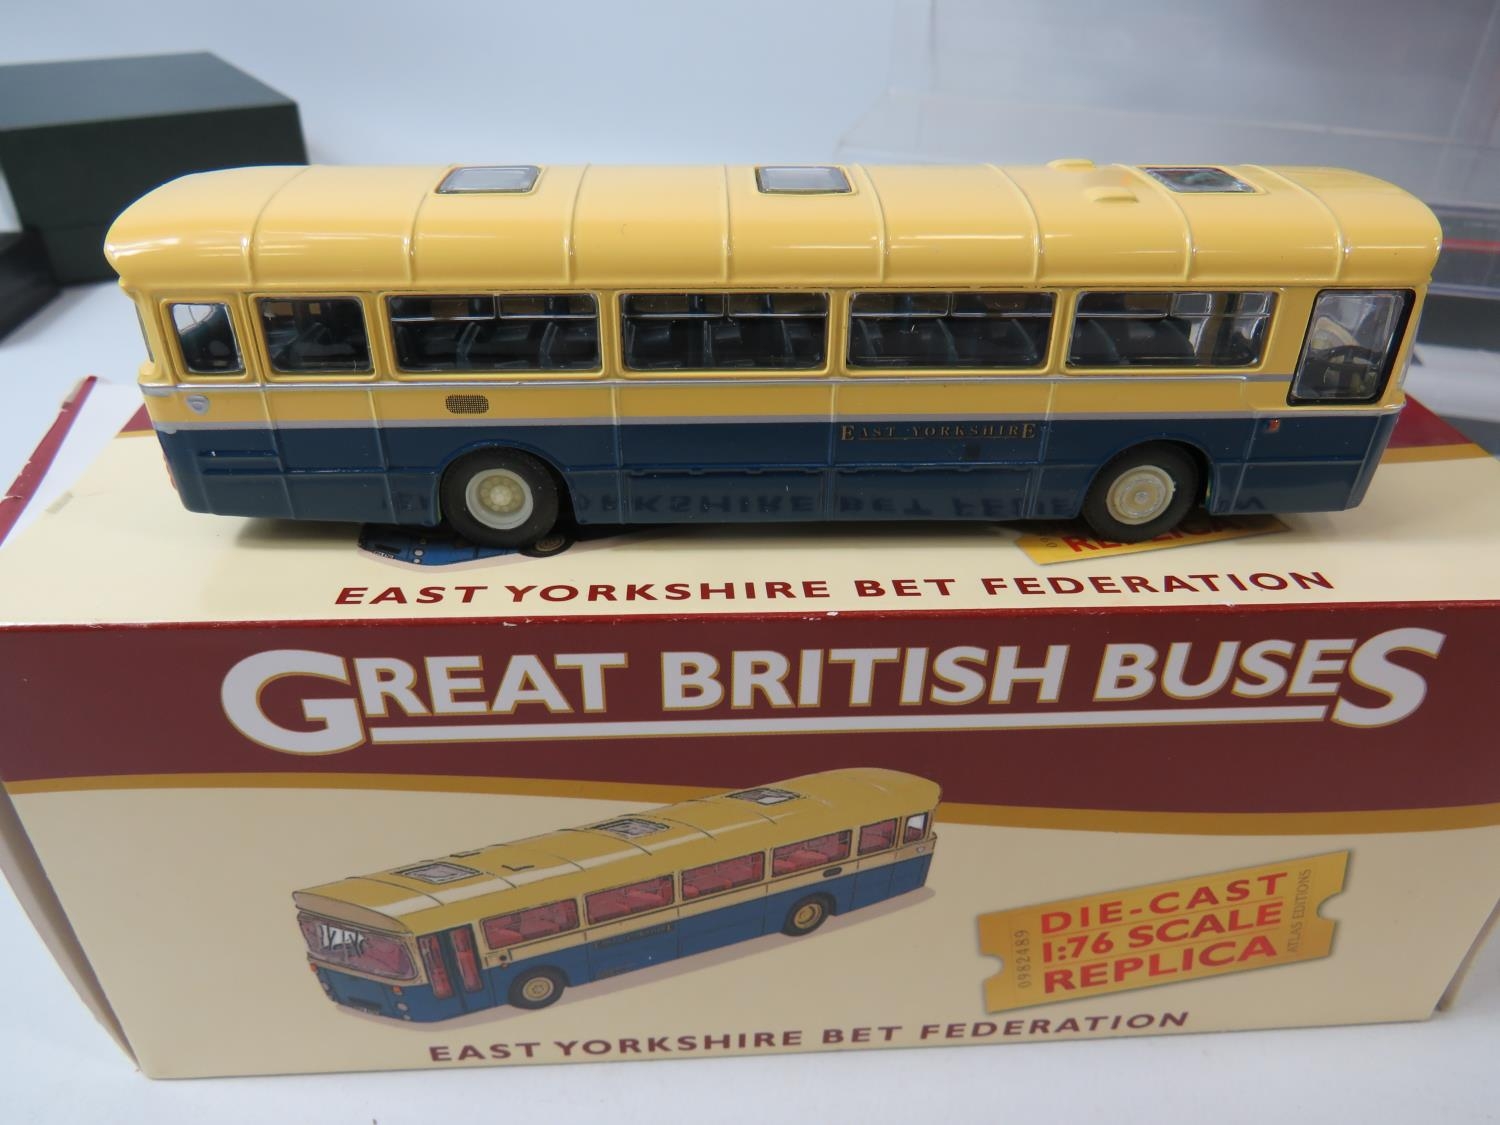 EAST YORKSHIRE
EAST YORKSHIRE BET FEDERATION
GREAT BRITISH BUSES
DIE-CAST
1:76 SCALE
REPLICA
0982489
ATLAS EDITIONS
EAST YORKSHIRE BET FEDERATION